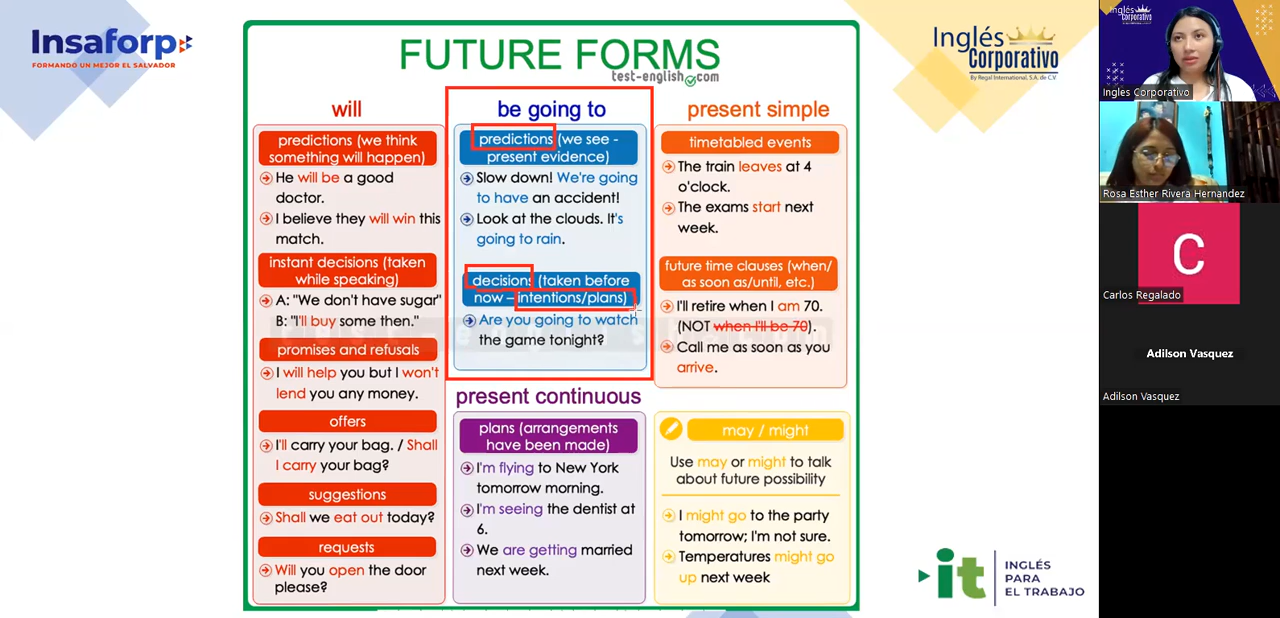 Insaforp
FORMANDO UN MEJOR EL SALVADOR
FUTURE FORMS
test-english.com
Inglés
Corporativo
By Regal International, S.A. de C.V.
will
predictions (we think
something will happen)
He will be a good
doctor.
I believe they will win this
match.
instant decisions (taken
while speaking)
A: "We don't have sugar"
B: "I'll buy some then."
promises and refusals
I will help you but I won't
lend you any money.
offers
I'll carry your bag. / Shall
I carry your bag?
suggestions
Shall we eat out today?
requests
Will you open the door
please?
be going to
predictions (we see -
present evidence)
Slow down! We're going
to have an accident!
Look at the clouds. It's
going to rain.
decisions (taken before
now – intentions/plans)
Are you going to watch
the game tonight?
present continuous
plans (arrangements
have been made)
I'm flying to New York
tomorrow morning.
I'm seeing the dentist at
6.
We are getting married
next week.
present simple
timetabled events
The train leaves at 4
o'clock.
The exams start next
week.
future time clauses (when/
as soon as/until, etc.)
I'll retire when I am 70.
(NOT when I'll be 70).
Call me as soon as you
arrive.
may / might
Use may or might to talk
about future possibility
I might go to the party
tomorrow; I'm not sure.
Temperatures might go
up next week
it
INGLÉS
PARA
EL TRABAJO
Inglés
Corporativo
Ingles Corporativo
Rosa Esther Rivera Hernandez
C
Carlos Regalado
Adilson Vasquez
Adilson Vasquez